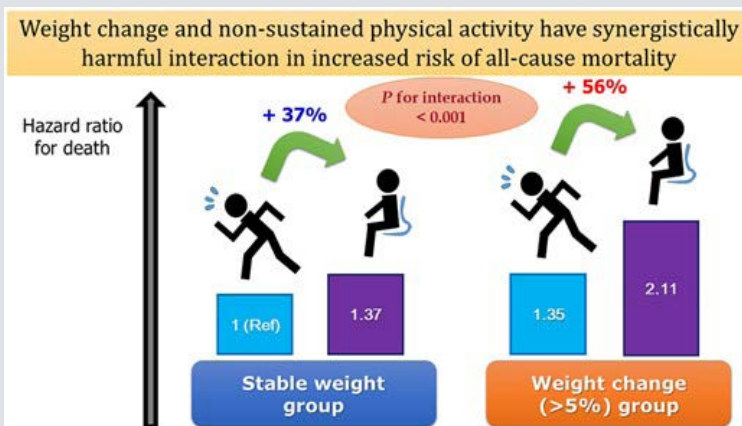 Weight change and non-sustained physical activity have synergistically
harmful interaction in increased risk of all-cause mortality
Hazard ratio
for death
+ 37%
P for interaction
< 0.001
+ 56%
1 (Ref)
1.37
1.35
2.11
Stable weight
group
Weight change
(>5%) group